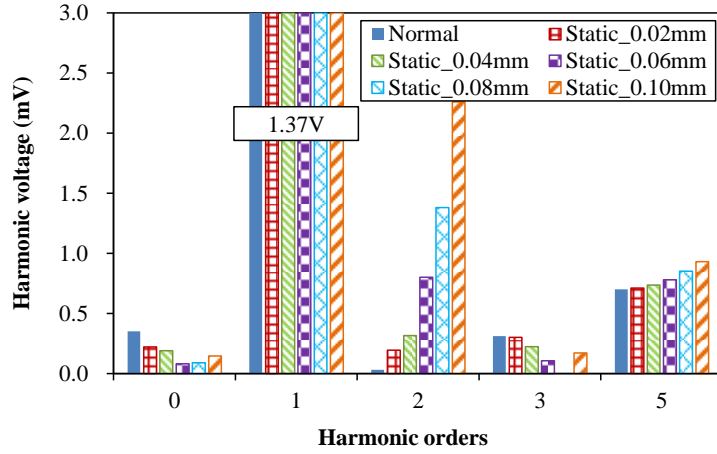 3.0
2.5
2.0
1.5
1.0
0.5
0.0
Harmonic voltage (mV)
Normal Static_0.02mm
Static_0.04mm Static_0.06mm
Static_0.08mm Static_0.10mm
1.37V
0 1 2 3 5
Harmonic orders